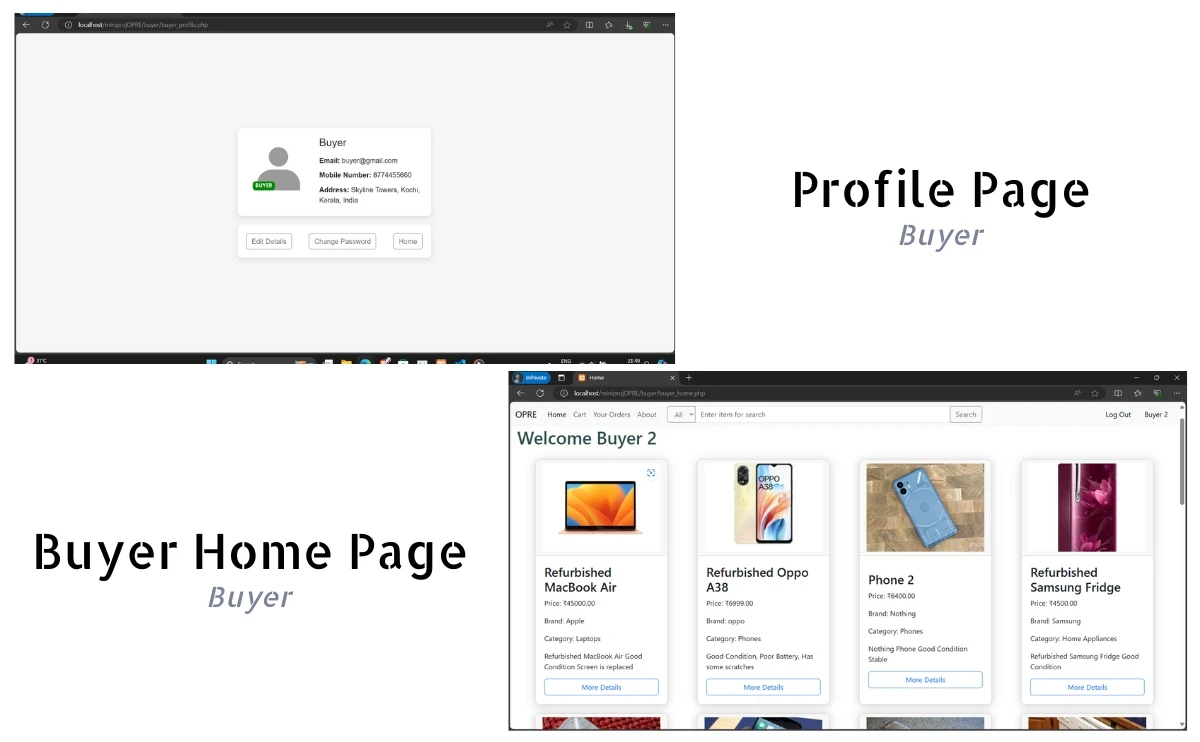 localhost/miniprojOPRE/buyer/buyer_profile.php
Buyer
Email: buyer@gmail.com
Mobile Number: 8774455660
Address: Skyline Towers, Kochi,
Kerala, India
BUYER
Edit Details
Change Password
Home
31°C
ENG
21:49
Profile Page
Buyer
Buyer Home Page
Buyer
InPrivate
Home
localhost/miniprojOPRE/buyer/buyer_home.php
OPRE Home Cart Your Orders About All Enter item for search Search Log Out Buyer 2
Welcome Buyer 2
Refurbished
MacBook Air
Price: ₹45000.00
Brand: Apple
Category: Laptops
Refurbished MacBook Air Good
Condition Screen is replaced
More Details
OPPO
A38
Refurbished Oppo
A38
Price: ₹6999.00
Brand: oppo
Category: Phones
Good Condition, Poor Battery, Has
some scratches
More Details
Phone 2
Price: ₹6400.00
Brand: Nothing
Category: Phones
Nothing Phone Good Condition
Stable
More Details
Refurbished
Samsung Fridge
Price: ₹4500.00
Brand: Samsung
Category: Home Appliances
Refurbished Samsung Fridge Good
Condition
More Details